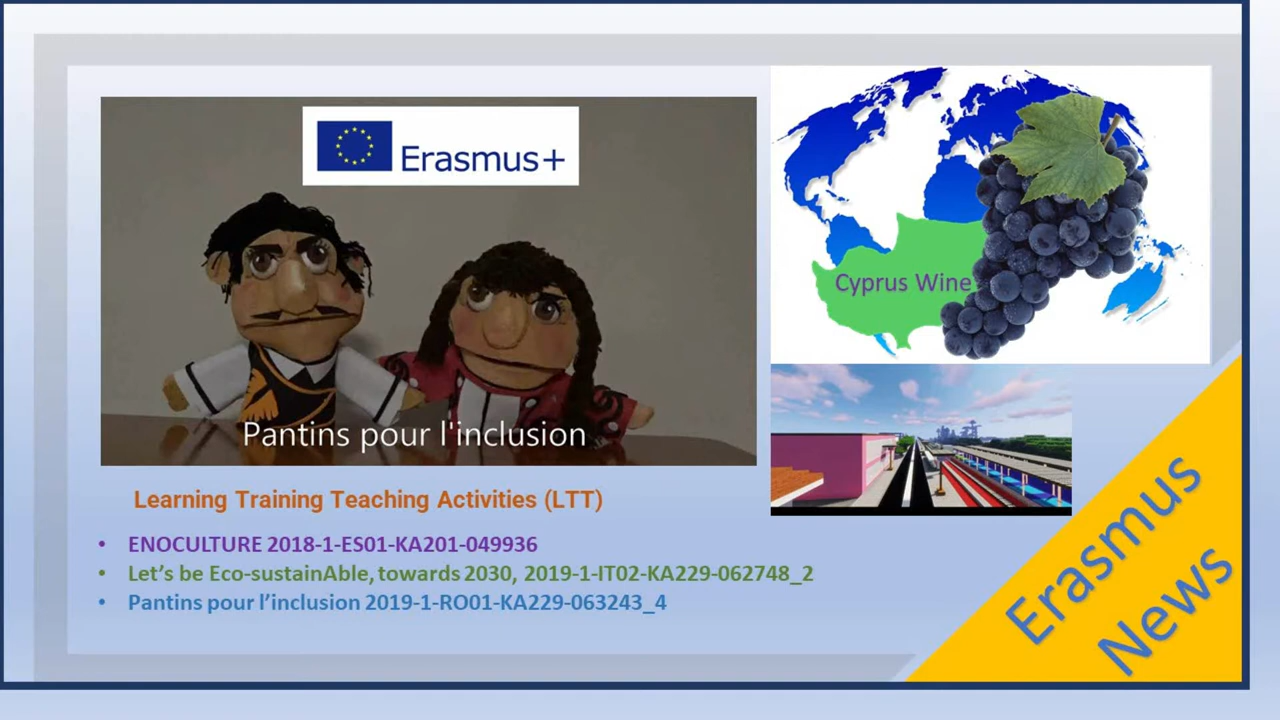 Erasmus+
Pantins pour l'inclusion
Cyprus Wine
Learning Training Teaching Activities (LTT)
• ENOCULTURE 2018-1-ES01-KA201-049936
• Let’s be Eco-sustainAble, towards 2030, 2019-1-IT02-KA229-062748_2
• Pantins pour l’inclusion 2019-1-RO01-KA229-063243_4
Erasmus
News